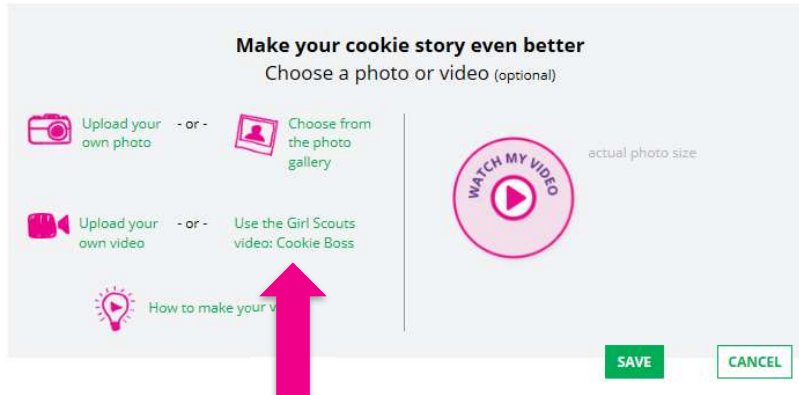 Make your cookie story even better
Choose a photo or video (optional)
Upload your own photo
- or -
Choose from the photo gallery
WATCH MY VIDEO
actual photo size
Upload your own video
- or -
Use the Girl Scouts video: Cookie Boss
How to make your
SAVE
CANCEL